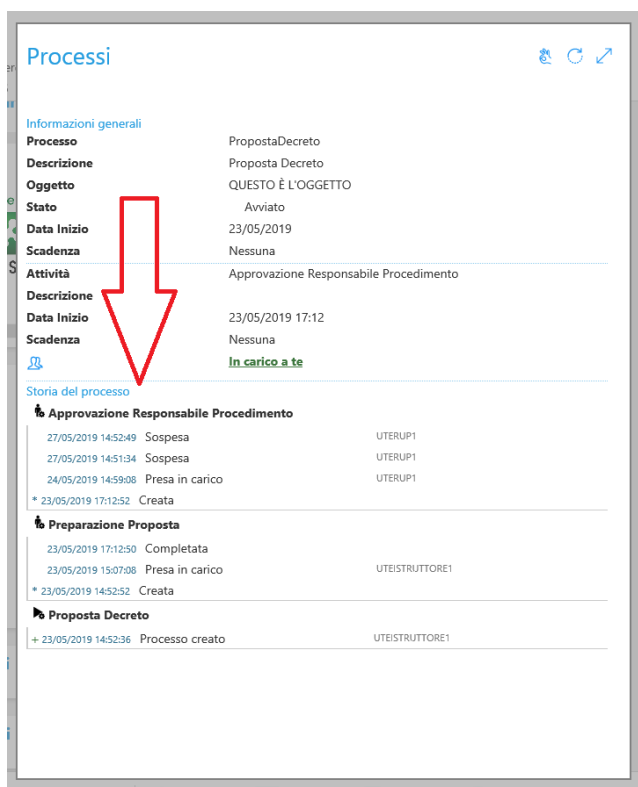 Processi
Informazioni generali
Processo PropostaDecreto
Descrizione Proposta Decreto
Oggetto QUESTO È L'OGGETTO
Stato Avviato
Data Inizio 23/05/2019
Scadenza Nessuna
Attività Approvazione Responsabile Procedimento
Descrizione
Data Inizio 23/05/2019 17:12
Scadenza Nessuna
In carico a te
Storia del processo
Approvazione Responsabile Procedimento
27/05/2019 14:52:49 Sospesa UTERUP1
27/05/2019 14:51:34 Sospesa UTERUP1
24/05/2019 14:59:08 Presa in carico UTERUP1
* 23/05/2019 17:12:52 Creata
Preparazione Proposta
23/05/2019 17:12:50 Completata
23/05/2019 15:07:08 Presa in carico UTEISTRUTTORE1
* 23/05/2019 14:52:52 Creata
Proposta Decreto
+ 23/05/2019 14:52:36 Processo creato UTEISTRUTTORE1